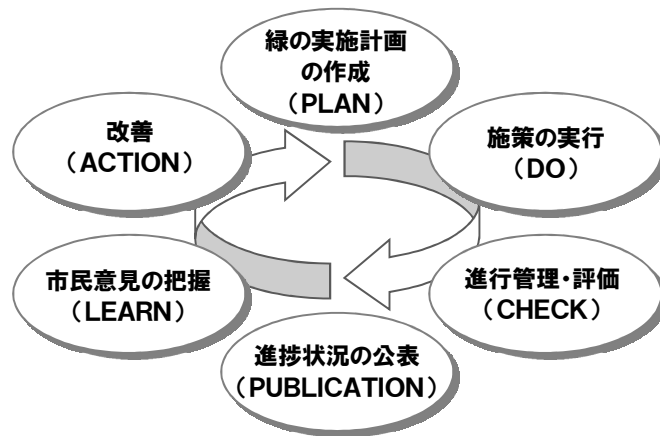 緑の実施計画
の作成
（PLAN）
施策の実行
（DO）
進行管理・評価
（CHECK）
進捗状況の公表
（PUBLICATION）
市民意見の把握
（LEARN）
改善
（ACTION）